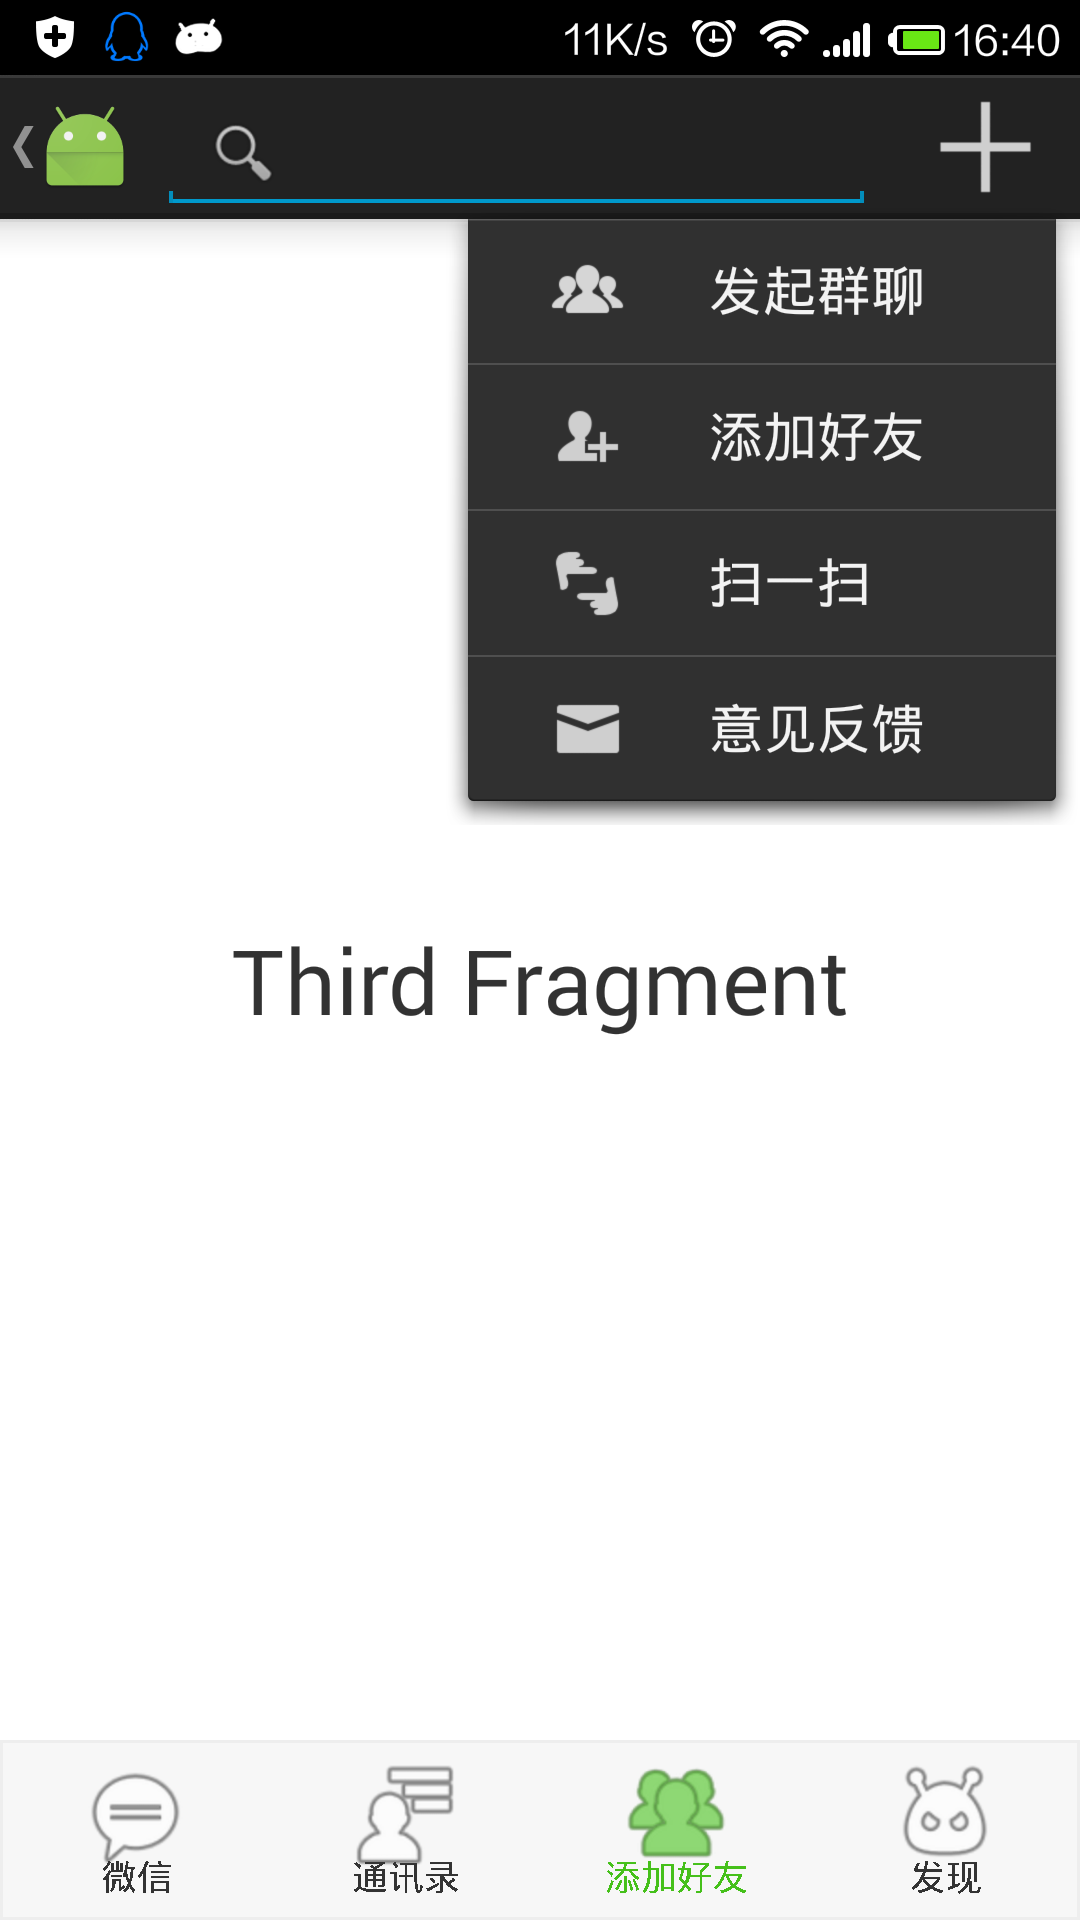 11K/s 16:40
发起群聊
添加好友
扫一扫
意见反馈
Third Fragment
微信 通讯录 添加好友 发现